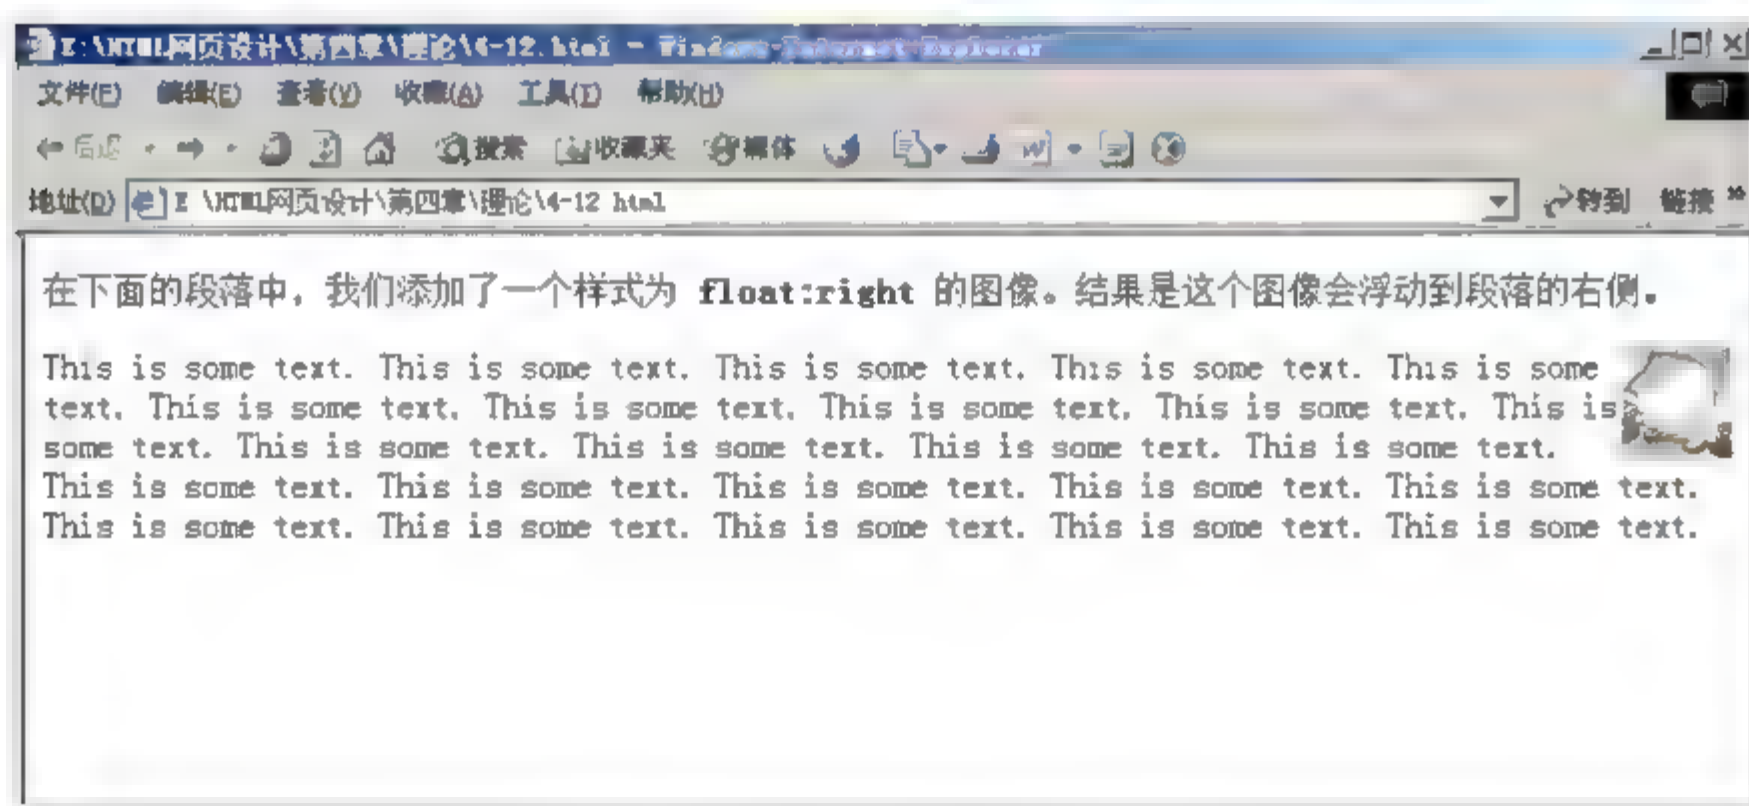 E:\HTML网页设计\第四章\理论\4-12.html - Windows Internet Explorer
文件(F) 编辑(E) 查看(V) 收藏(A) 工具(T) 帮助(H)
后退 搜索 收藏夹 媒体
地址(D) E:\HTML网页设计\第四章\理论\4-12.html 转到 链接 »
在下面的段落中，我们添加了一个样式为 float:right 的图像。结果是这个图像会浮动到段落的右侧。
This is some text. This is some text. This is some text. This is some text. This is some
text. This is some text. This is some text. This is some text. This is some text. This is
some text. This is some text. This is some text. This is some text. This is some text.
This is some text. This is some text. This is some text. This is some text. This is some text.
This is some text. This is some text. This is some text. This is some text. This is some text.